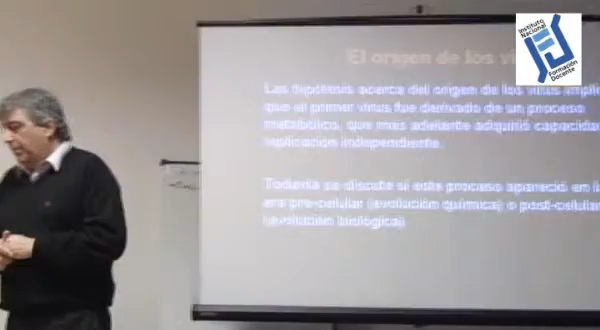 El origen de los vi
Las hipótesis acerca del origen de los virus impli
que el primer virus fue derivado de un proceso
metabólico, que más adelante adquirió capacidad
replicación independiente.
Todavía se discute si este proceso apareció en la
era pre-celular (evolución química) o post-celular
(evolución biológica).
Instituto
Nacional
Formación
Docente